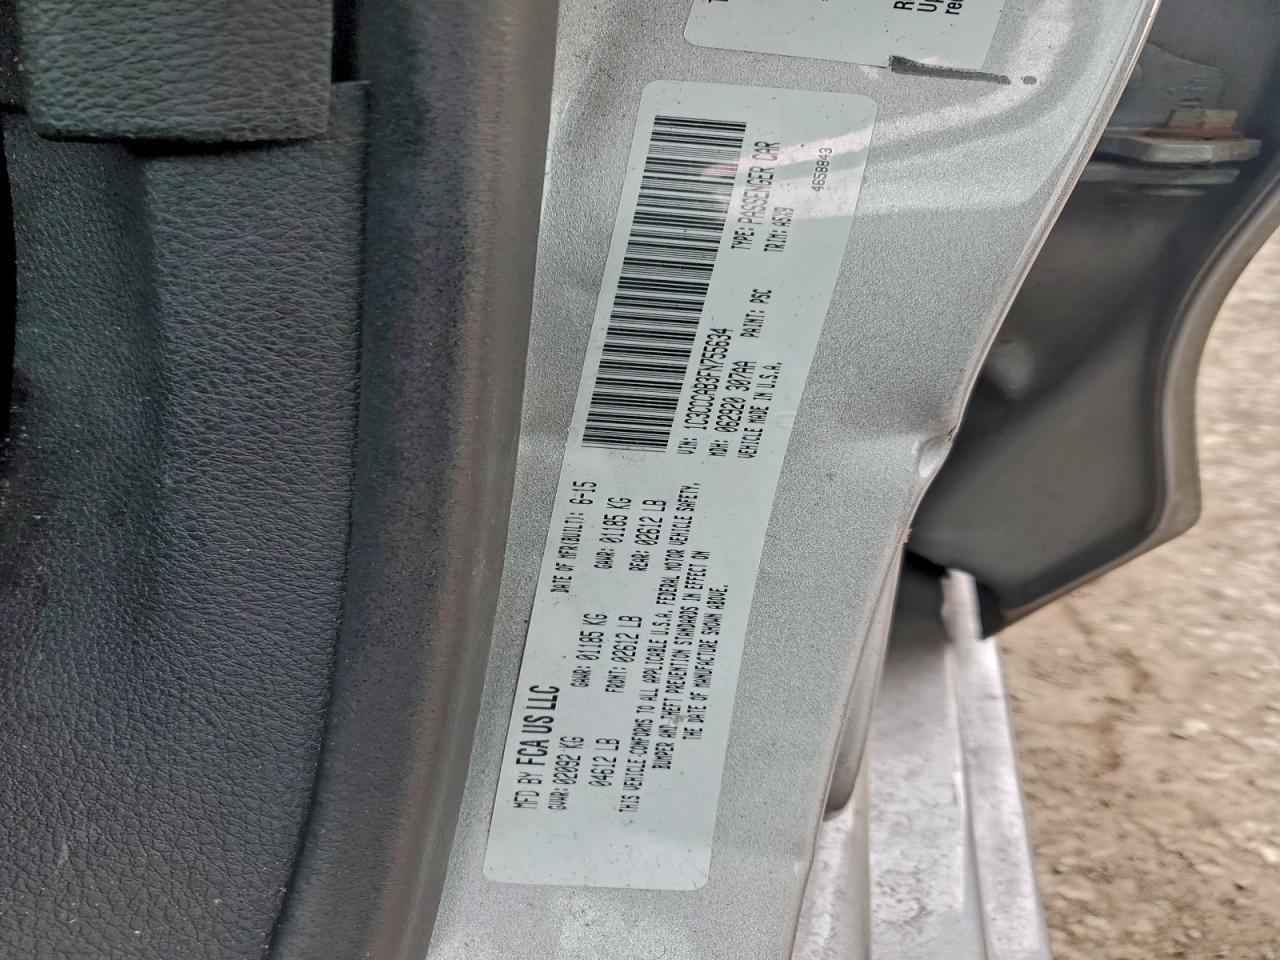 MFD BY FCA US LLC
DATE OF MFR(BUILT): 6-15
GVWR: 02092 KG
GAWR: 01185 KG
GAWR: 01185 KG
04612 LB
FRONT: 02612 LB
REAR: 02612 LB
THIS VEHICLE CONFORMS TO ALL APPLICABLE U.S.A. FEDERAL MOTOR VEHICLE SAFETY,
BUMPER AND THEFT PREVENTION STANDARDS IN EFFECT ON
THE DATE OF MANUFACTURE SHOWN ABOVE.
VIN: 1C3CCCAB3FN755634
TYPE: PASSENGER CAR
MDH: 062920 307AA
PAINT: PSC
TRIM: A5X9
VEHICLE MADE IN U.S.A.
4658843